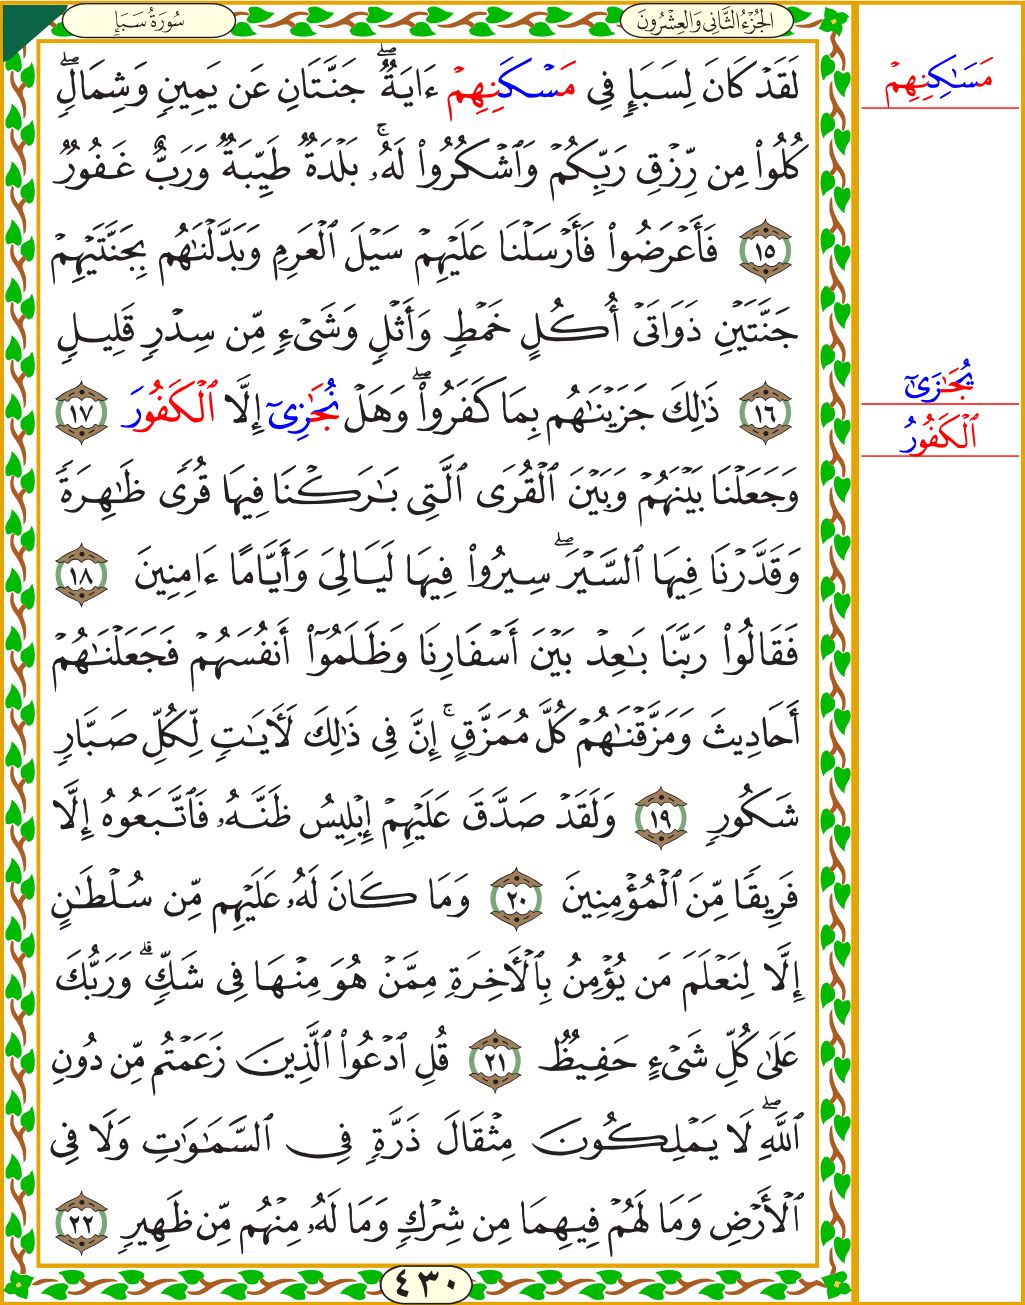 الجُزْءُ الثَّانِي وَالعِشْرُونَ
سُورَةُ سَبَإٍ
لَقَدْ كَانَ لِسَبَإٍ فِي مَسْكَنِهِمْ ءَايَةٌۖ جَنَّتَانِ عَن يَمِينٍ وَشِمَالٍۖ
كُلُوا۟ مِن رِّزْقِ رَبِّكُمْ وَٱشْكُرُوا۟ لَهُۥۚ بَلْدَةٌ طَيِّبَةٌ وَرَبٌّ غَفُورٌ
١٥ فَأَعْرَضُوا۟ فَأَرْسَلْنَا عَلَيْهِمْ سَيْلَ ٱلْعَرِمِ وَبَدَّلْنَٰهُم بِجَنَّتَيْهِمْ
جَنَّتَيْنِ ذَوَاتَىْ أُكُلٍ خَمْطٍ وَأَثْلٍ وَشَىْءٍ مِّن سِدْرٍ قَلِيلٍ
١٦ ذَٰلِكَ جَزَيْنَٰهُم بِمَا كَفَرُوا۟ۖ وَهَلْ نُجَٰزِىٓ إِلَّا ٱلْكَفُورَ ١٧
وَجَعَلْنَا بَيْنَهُمْ وَبَيْنَ ٱلْقُرَى ٱلَّتِى بَٰرَكْنَا فِيهَا قُرًى ظَٰهِرَةً
وَقَدَّرْنَا فِيهَا ٱلسَّيْرَۖ سِيرُوا۟ فِيهَا لَيَالِىَ وَأَيَّامًا ءَامِنِينَ ١٨
فَقَالُوا۟ رَبَّنَا بَٰعِدْ بَيْنَ أَسْفَارِنَا وَظَلَمُوٓا۟ أَنفُسَهُمْ فَجَعَلْنَٰهُمْ
أَحَادِيثَ وَمَزَّقْنَٰهُمْ كُلَّ مُمَزَّقٍۚ إِنَّ فِى ذَٰلِكَ لَءَايَٰتٍ لِّكُلِّ صَبَّارٍ
شَكُورٍ ١٩ وَلَقَدْ صَدَّقَ عَلَيْهِمْ إِبْلِيسُ ظَنَّهُۥ فَٱتَّبَعُوهُ إِلَّا
فَرِيقًا مِّنَ ٱلْمُؤْمِنِينَ ٢٠ وَمَا كَانَ لَهُۥ عَلَيْهِم مِّن سُلْطَٰنٍ
إِلَّا لِنَعْلَمَ مَن يُؤْمِنُ بِٱلْءَاخِرَةِ مِمَّنْ هُوَ مِنْهَا فِى شَكٍّۗ وَرَبُّكَ
عَلَىٰ كُلِّ شَىْءٍ حَفِيظٌ ٢١ قُلِ ٱدْعُوا۟ ٱلَّذِينَ زَعَمْتُم مِّن دُونِ
ٱللَّهِۖ لَا يَمْلِكُونَ مِثْقَالَ ذَرَّةٍ فِى ٱلسَّمَٰوَٰتِ وَلَا فِى
ٱلْأَرْضِ وَمَا لَهُمْ فِيهِمَا مِن شِرْكٍ وَمَا لَهُۥ مِنْهُم مِّن ظَهِيرٍ ٢٢
٤٣٠
مَسَٰكِنِهِمْ
يُجَٰزَىٰٓ
ٱلْكَفُورُ